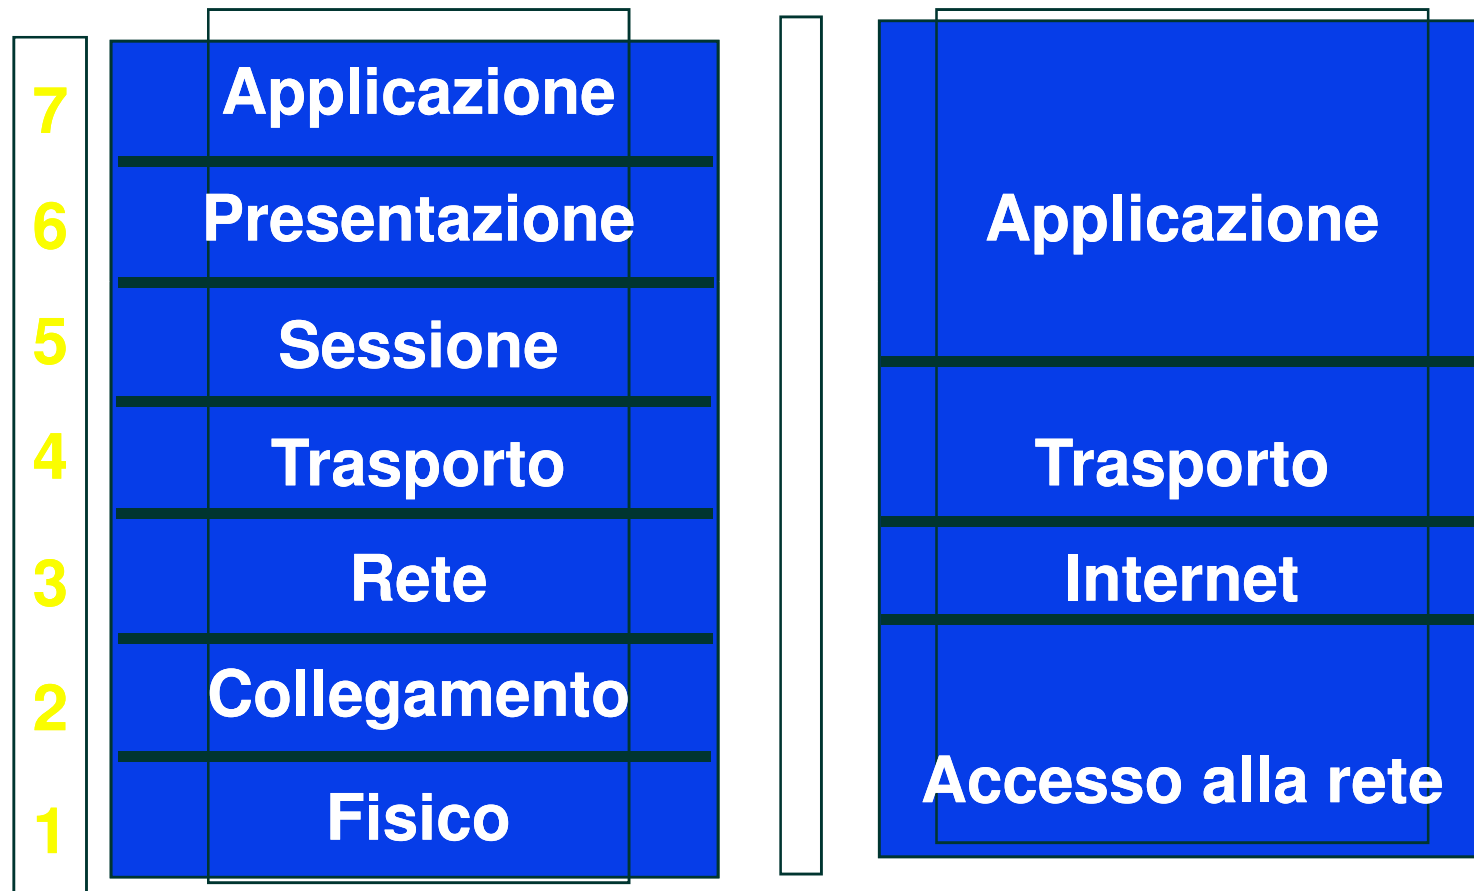 7
Applicazione
6
Presentazione
5
Sessione
4
Trasporto
3
Rete
2
Collegamento
1
Fisico
Applicazione
Trasporto
Internet
Accesso alla rete